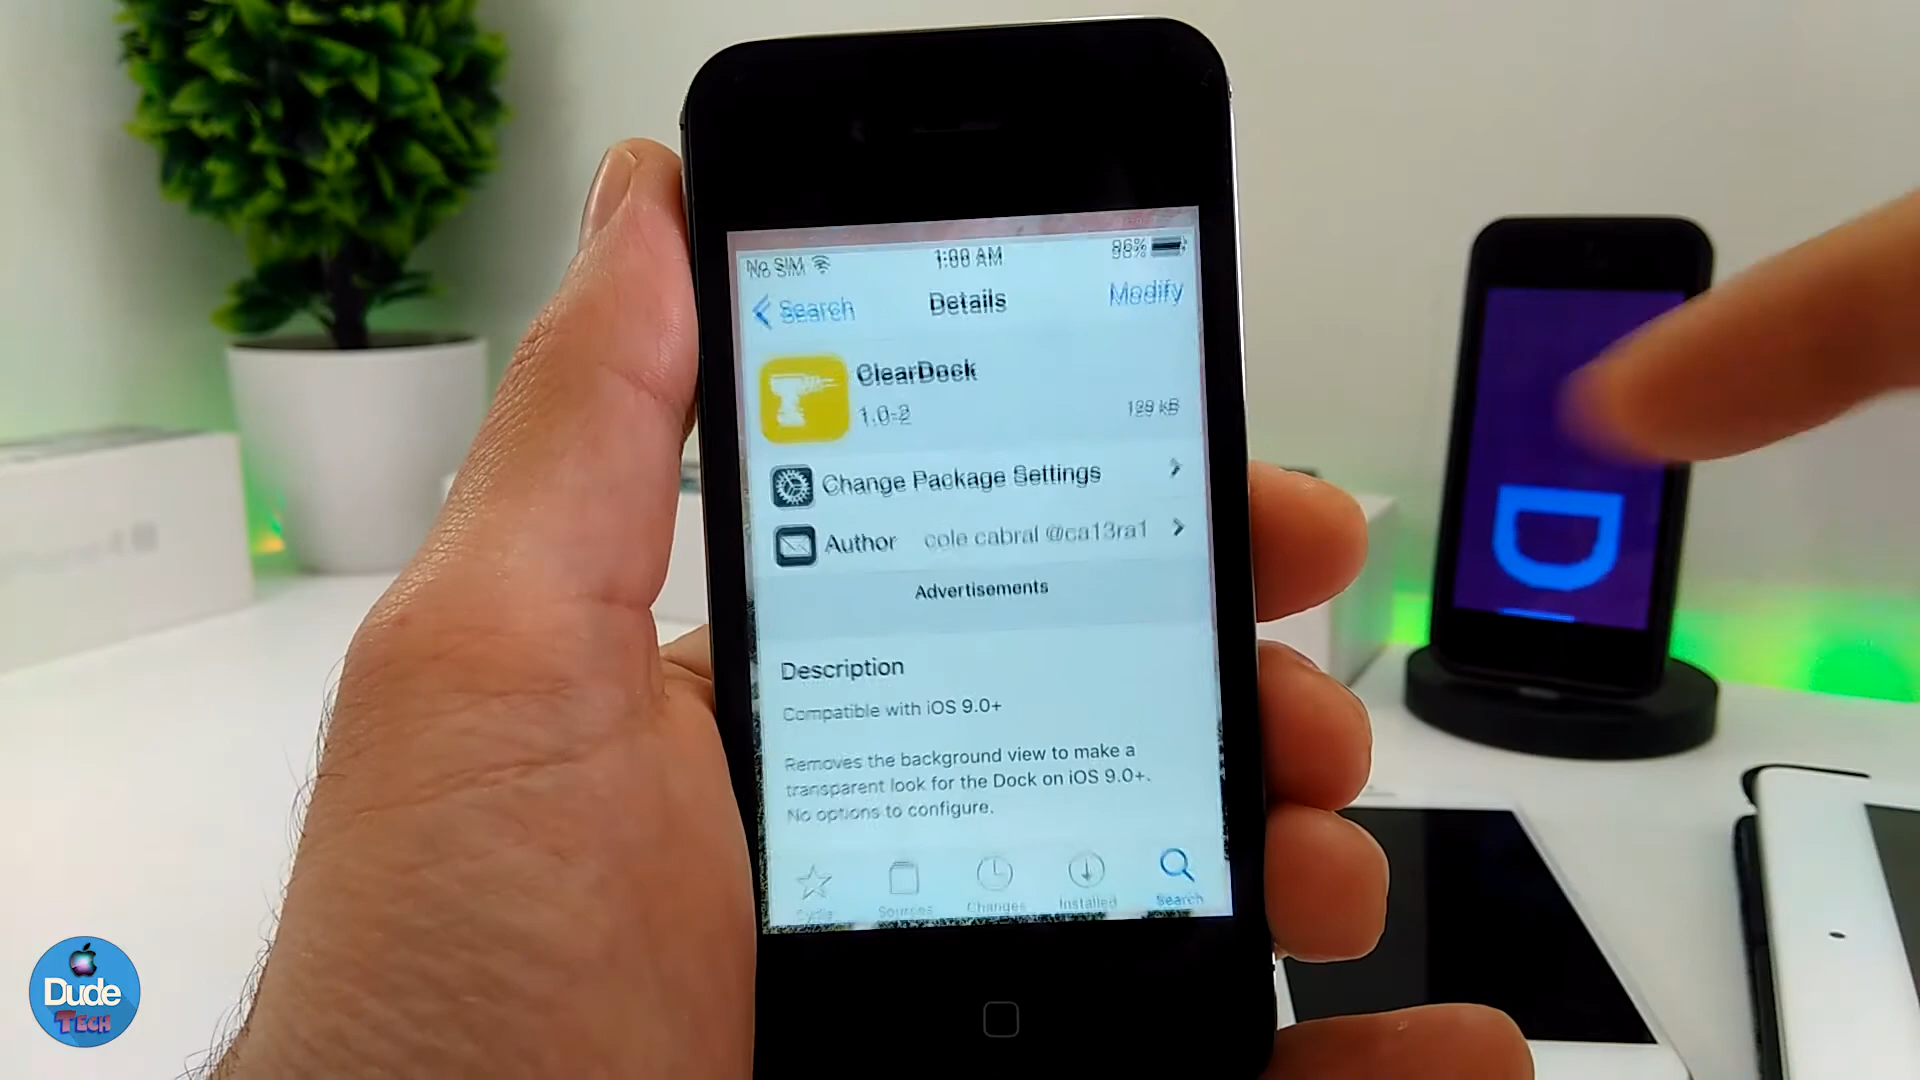 No SIM
1:00 AM
96%
Search
Details
Modify
ClearDock
1.0-2
129 kB
Change Package Settings
Author cole cabral @ca13ra1
Advertisements
Description
Compatible with iOS 9.0+
Removes the background view to make a
transparent look for the Dock on iOS 9.0+.
No options to configure.
Cydia
Sources
Changes
Installed
Search
D
Dude
TECH